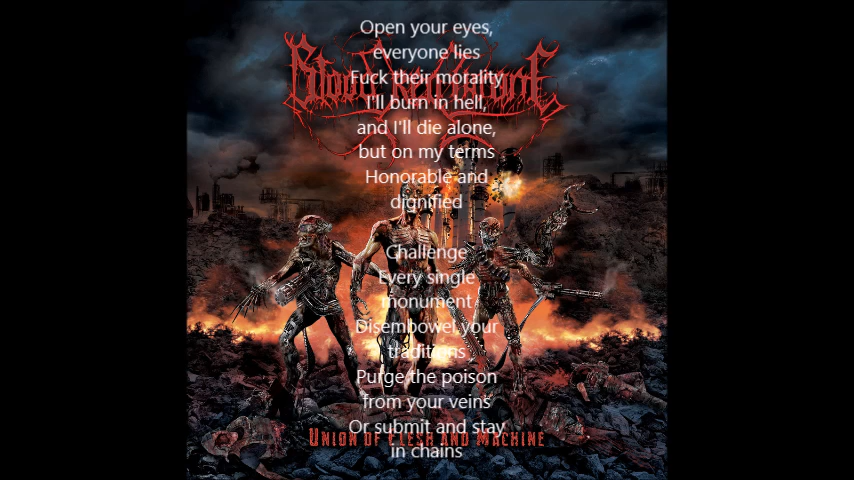 Open your eyes,
everyone lies
Fuck their morality
I'll burn in hell,
and I'll die alone,
but on my terms
Honorable and
dignified
Challenge
Every single
monument
Disembowel your
traditions
Purge the poison
from your veins
Or submit and stay
in chains
Blood Red Throne
Union of Flesh and Machine